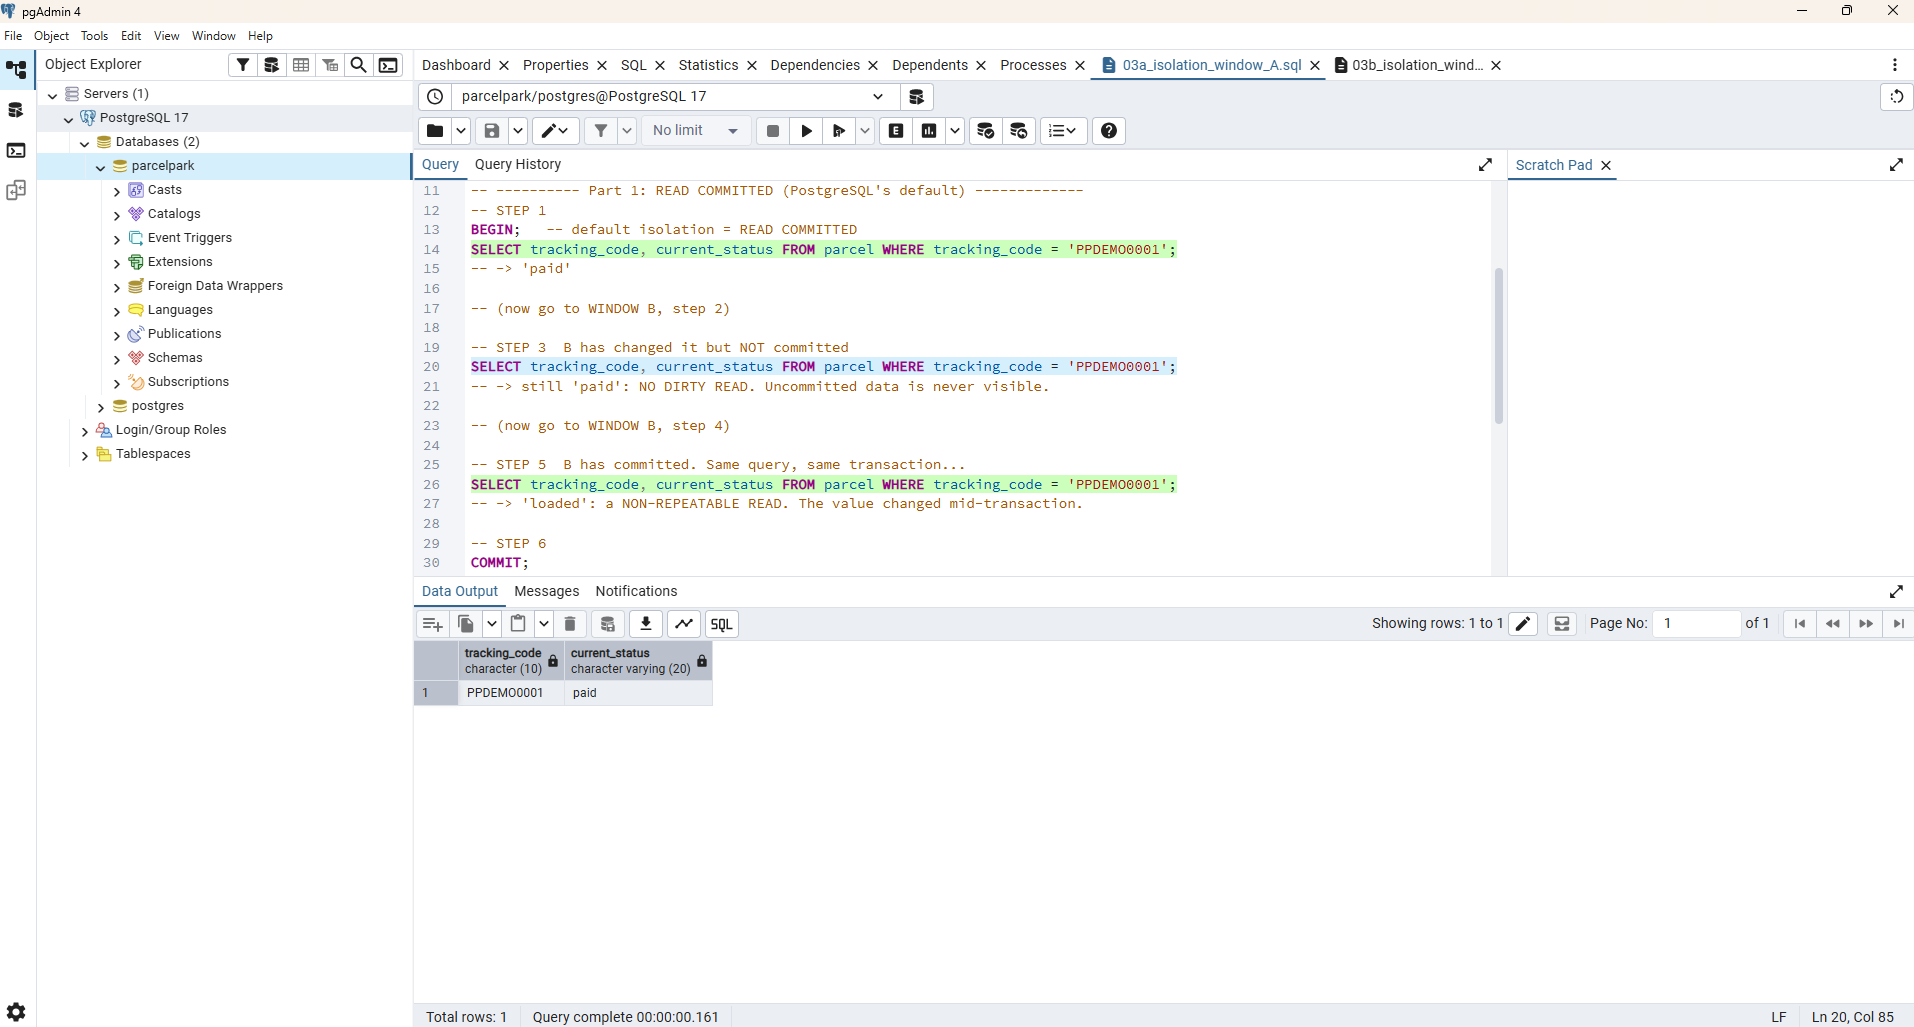 pgAdmin 4
File Object Tools Edit View Window Help
Object Explorer
Servers (1)
PostgreSQL 17
Databases (2)
parcelpark
Casts
Catalogs
Event Triggers
Extensions
Foreign Data Wrappers
Languages
Publications
Schemas
Subscriptions
postgres
Login/Group Roles
Tablespaces
Dashboard Properties SQL Statistics Dependencies Dependents Processes 03a_isolation_window_A.sql 03b_isolation_wind...
parcelpark/postgres@PostgreSQL 17
No limit E
Query Query History
Scratch Pad
11 -- ---------- Part 1: READ COMMITTED (PostgreSQL's default) -------------
12 -- STEP 1
13 BEGIN;   -- default isolation = READ COMMITTED
14 SELECT tracking_code, current_status FROM parcel WHERE tracking_code = 'PPDEMO0001';
15 -- -> 'paid'
16
17 -- (now go to WINDOW B, step 2)
18
19 -- STEP 3  B has changed it but NOT committed
20 SELECT tracking_code, current_status FROM parcel WHERE tracking_code = 'PPDEMO0001';
21 -- -> still 'paid': NO DIRTY READ. Uncommitted data is never visible.
22
23 -- (now go to WINDOW B, step 4)
24
25 -- STEP 5  B has committed. Same query, same transaction...
26 SELECT tracking_code, current_status FROM parcel WHERE tracking_code = 'PPDEMO0001';
27 -- -> 'loaded': a NON-REPEATABLE READ. The value changed mid-transaction.
28
29 -- STEP 6
30 COMMIT;
Data Output Messages Notifications
SQL Showing rows: 1 to 1 Page No: 1 of 1
tracking_code current_status
character (10) character varying (20)
1 PPDEMO0001 paid
Total rows: 1 Query complete 00:00:00.161 LF Ln 20, Col 85